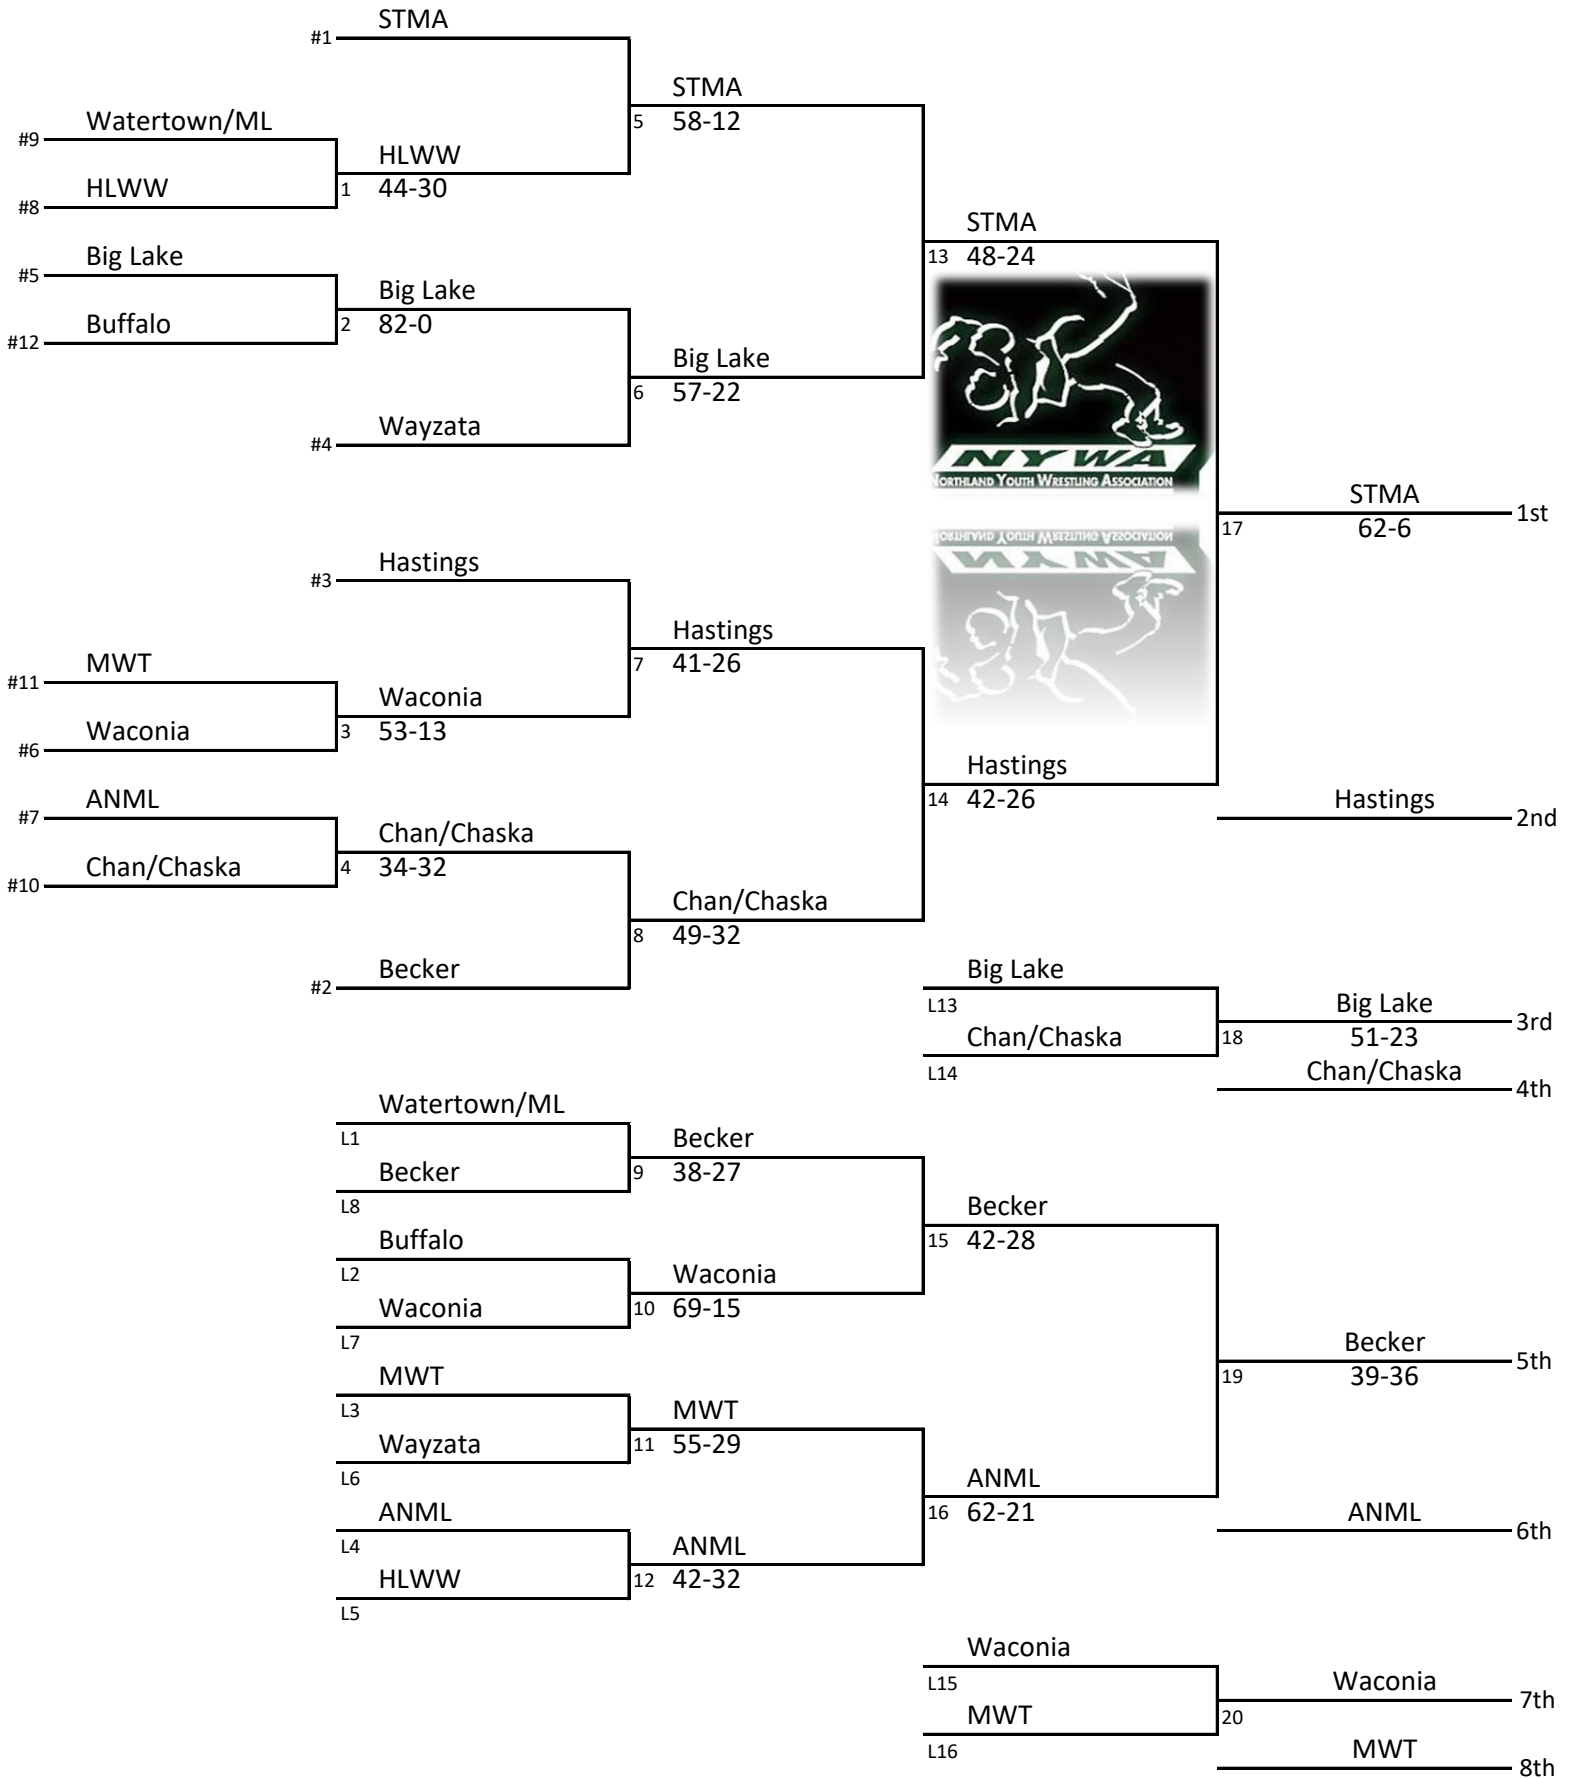 STMA
#1
STMA
5
58-12
Watertown/ML
#9
HLWW
1
44-30
HLWW
#8
STMA
13
48-24
Big Lake
#5
Big Lake
2
82-0
Buffalo
#12
Big Lake
6
57-22
Wayzata
#4
NYWA
NORTHLAND YOUTH WRESTLING ASSOCIATION
STMA
1st
17
62-6
NORTHLAND YOUTH WRESTLING ASSOCIATION
NYWA
Hastings
#3
Hastings
7
41-26
MWT
#11
Waconia
3
53-13
Waconia
#6
Hastings
14
42-26
Hastings
2nd
ANML
#7
Chan/Chaska
4
34-32
Chan/Chaska
#10
Chan/Chaska
8
49-32
Becker
#2
Big Lake
L13
Big Lake
3rd
18
51-23
Chan/Chaska
L14
Chan/Chaska
4th
Watertown/ML
L1
Becker
9
38-27
Becker
L8
Becker
15
42-28
Buffalo
L2
Waconia
10
69-15
Waconia
L7
Becker
5th
19
39-36
MWT
L3
MWT
11
55-29
Wayzata
L6
ANML
16
62-21
ANML
6th
ANML
L4
ANML
12
42-32
HLWW
L5
Waconia
L15
Waconia
7th
20
MWT
L16
MWT
8th